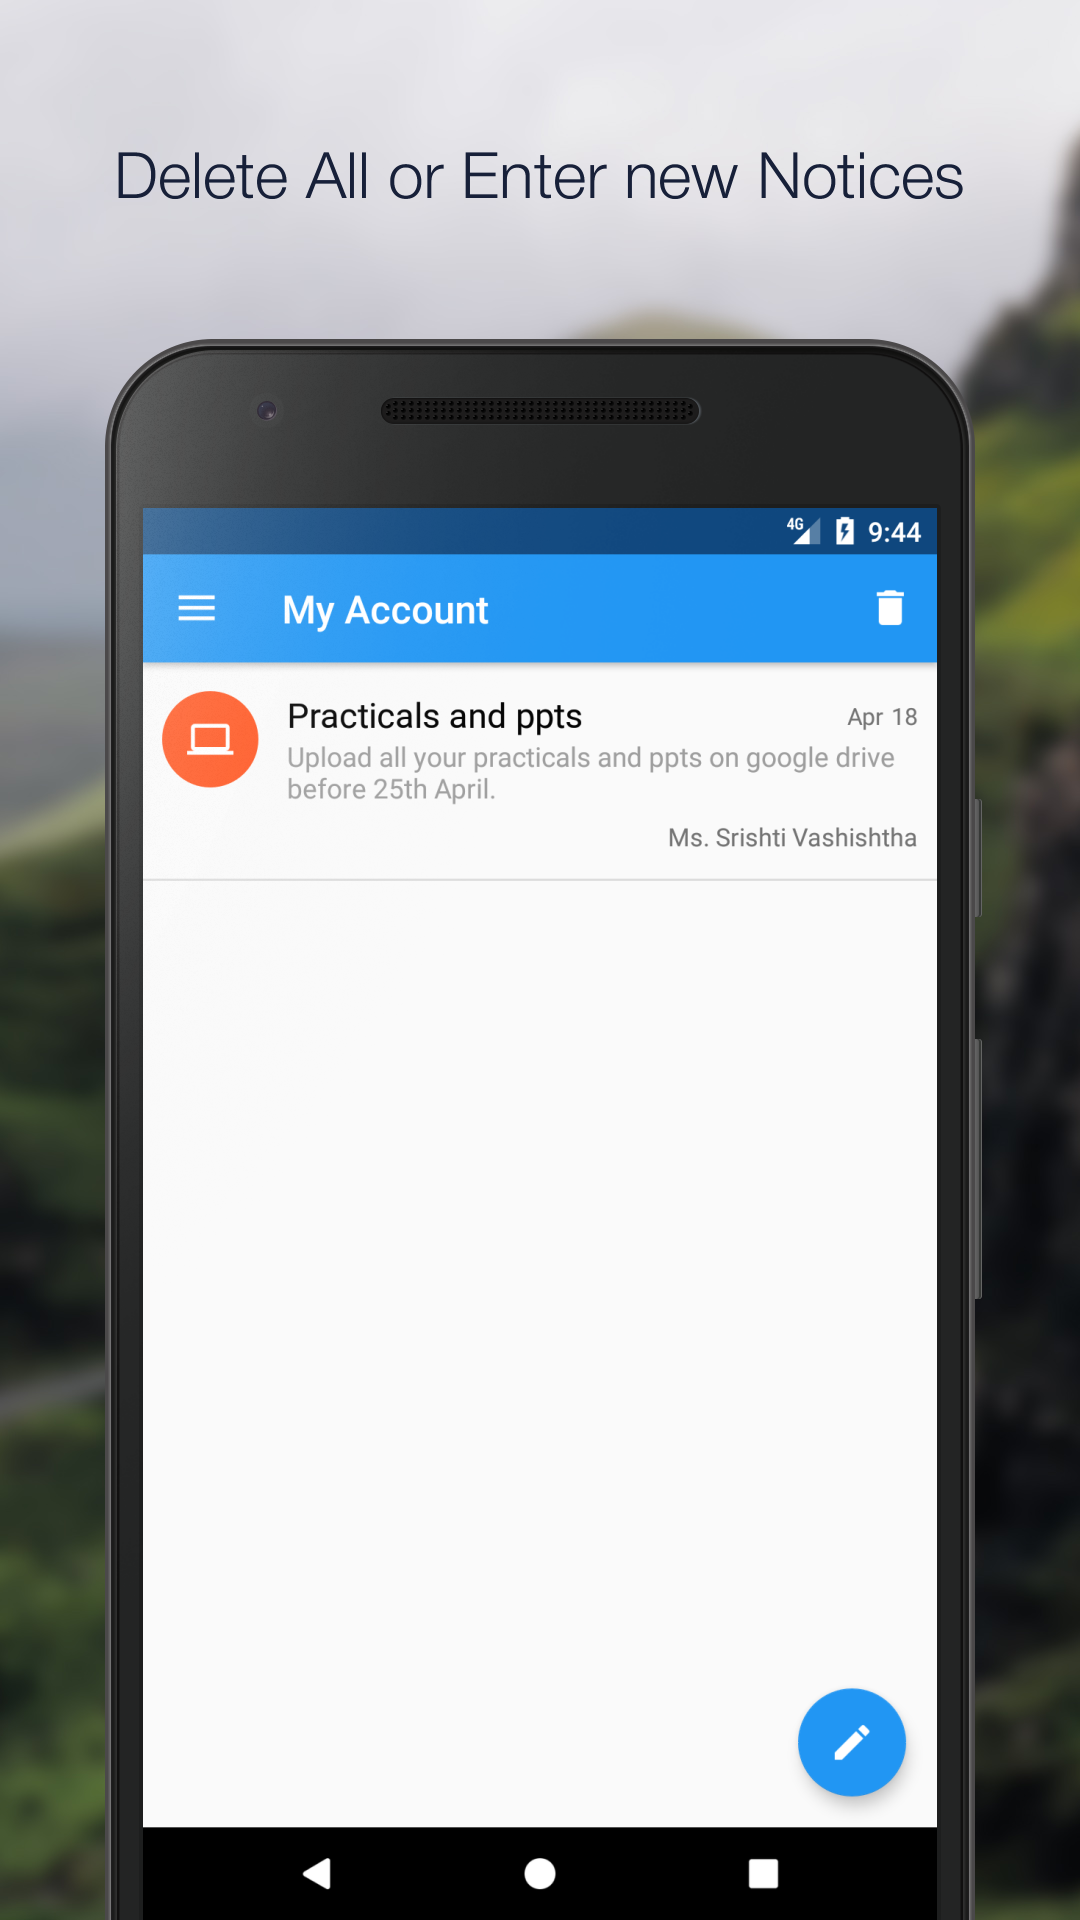 Delete All or Enter new Notices
4G 9:44
My Account
Practicals and ppts
Apr 18
Upload all your practicals and ppts on google drive
before 25th April.
Ms. Srishti Vashishtha